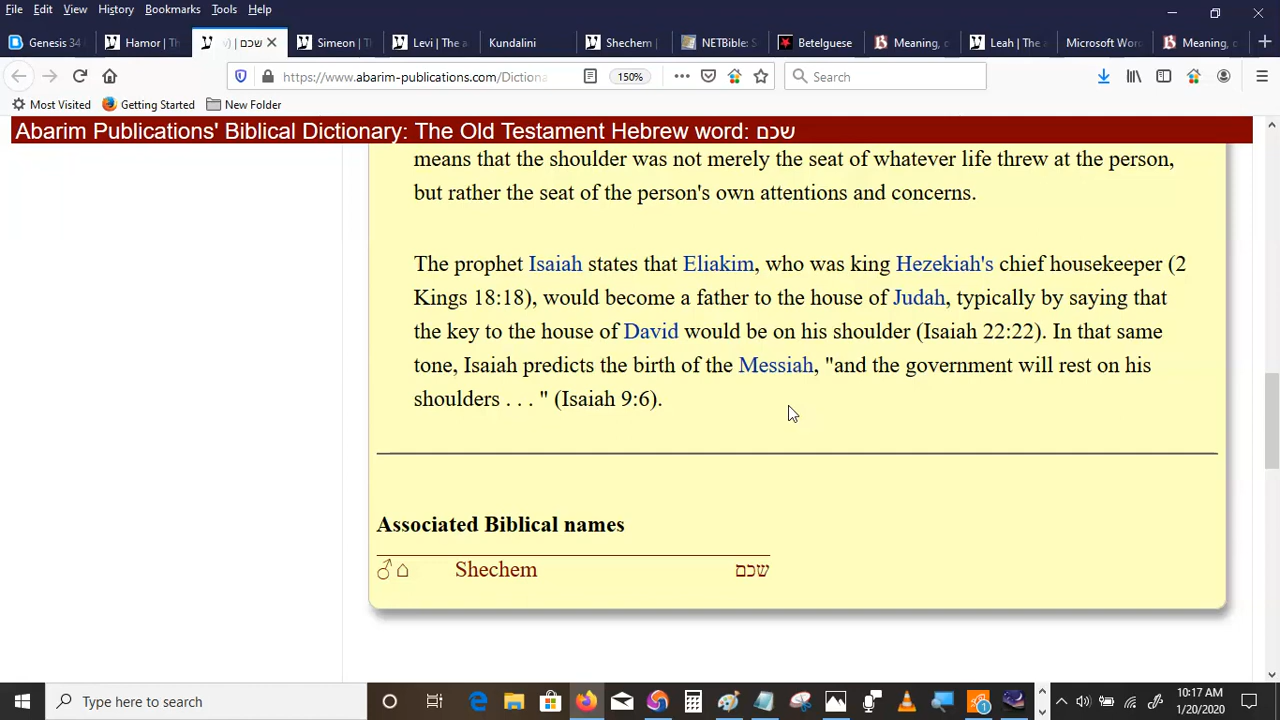 File Edit View History Bookmarks Tools Help
Genesis 34
Hamor | Th
שכם | (v
Simeon | T
Levi | The a
Kundalini
Shechem |
NETBible: S
Betelguese
Meaning, o
Leah | The a
Microsoft Wor
Meaning, o
https://www.abarim-publications.com/Dictiona
150%
Search
Most Visited Getting Started New Folder
Abarim Publications' Biblical Dictionary: The Old Testament Hebrew word: שכם
means that the shoulder was not merely the seat of whatever life threw at the person,
but rather the seat of the person's own attentions and concerns.
The prophet Isaiah states that Eliakim, who was king Hezekiah's chief housekeeper (2
Kings 18:18), would become a father to the house of Judah, typically by saying that
the key to the house of David would be on his shoulder (Isaiah 22:22). In that same
tone, Isaiah predicts the birth of the Messiah, "and the government will rest on his
shoulders . . . " (Isaiah 9:6).
Associated Biblical names
♂⌂ Shechem שכם
Type here to search
10:17 AM
1/20/2020